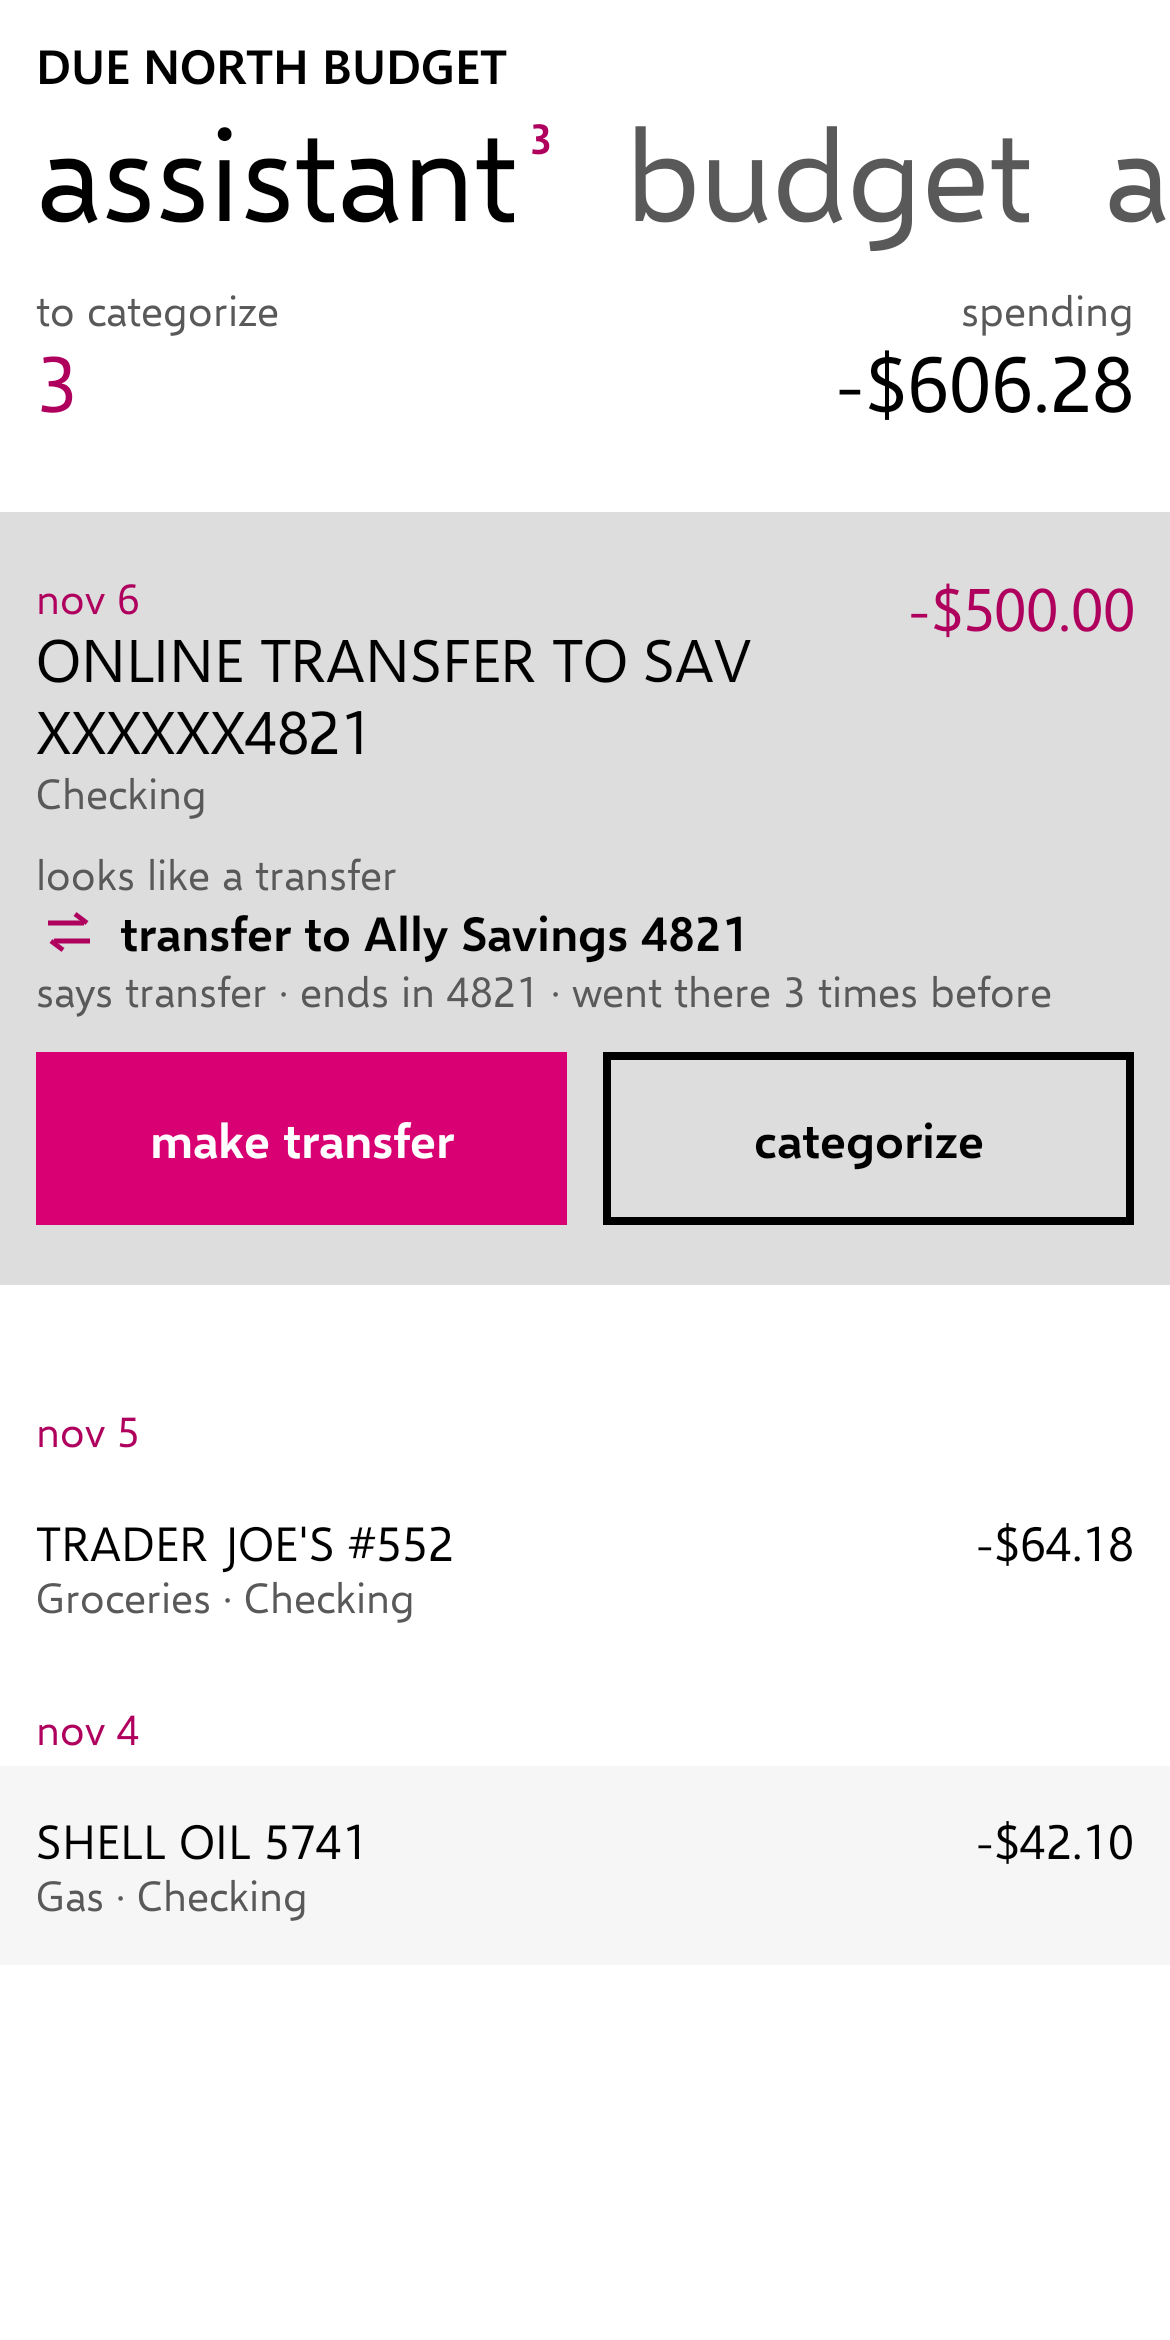 DUE NORTH BUDGET
assistant 3 budget a
to categorize spending
3 -$606.28
nov 6 -$500.00
ONLINE TRANSFER TO SAV
XXXXXX4821
Checking
looks like a transfer
transfer to Ally Savings 4821
says transfer · ends in 4821 · went there 3 times before
make transfer categorize
nov 5
TRADER JOE'S #552 -$64.18
Groceries · Checking
nov 4
SHELL OIL 5741 -$42.10
Gas · Checking